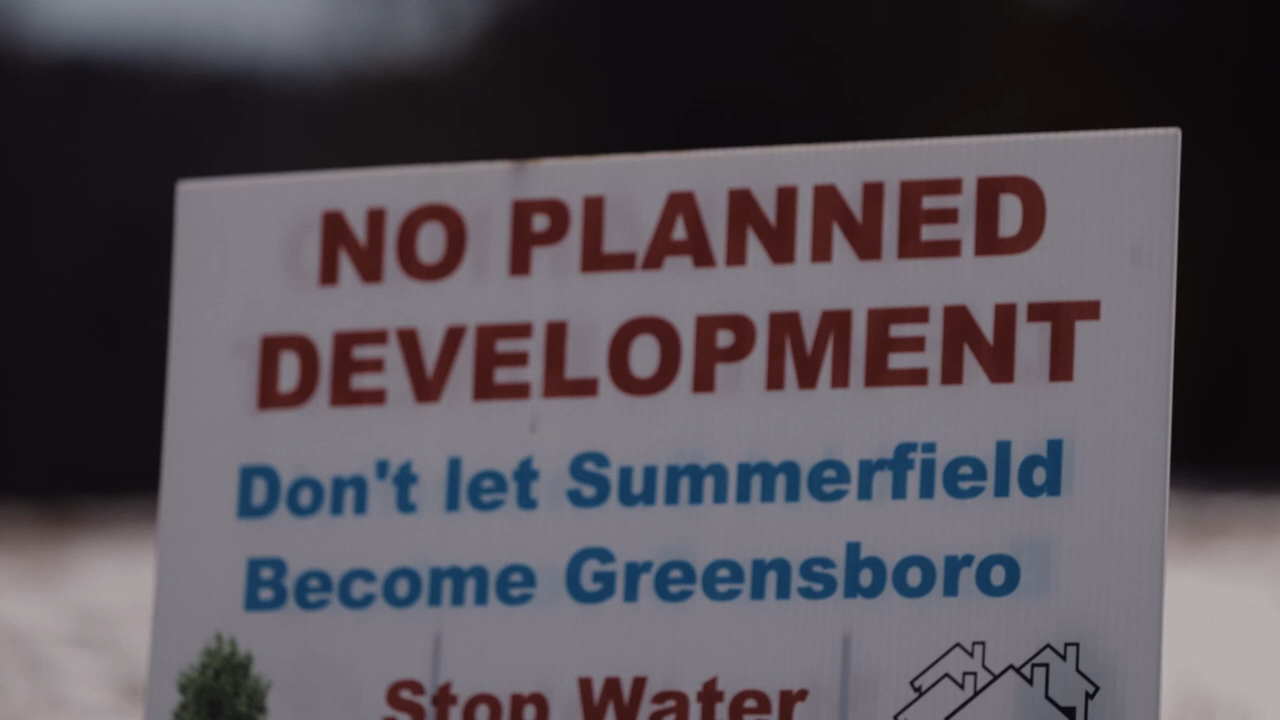 NO PLANNED
DEVELOPMENT
Don't let Summerfield
Become Greensboro
Stop Water